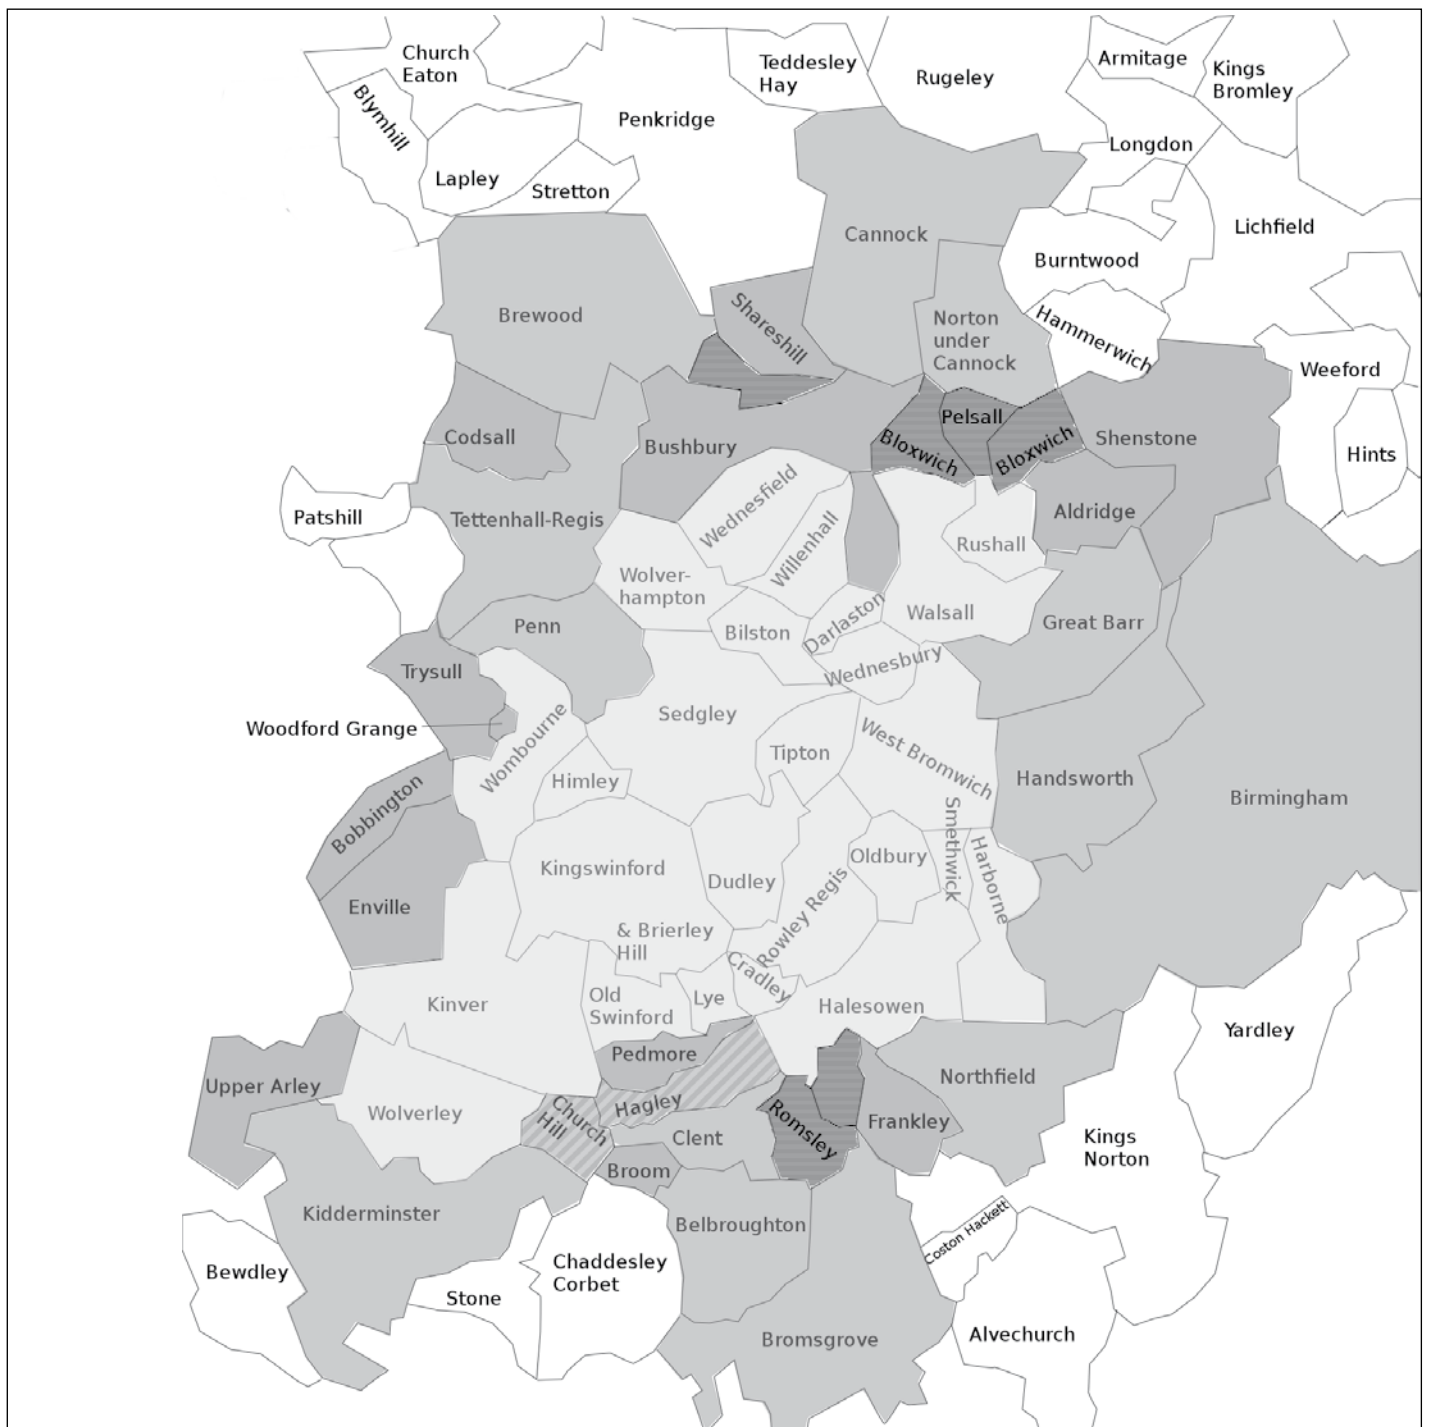 Church
Eaton
Teddesley
Hay
Rugeley
Armitage
Kings
Bromley
Blymhill
Penkridge
Longdon
Lapley
Stretton
Cannock
Lichfield
Burntwood
Brewood
Shareshill
Norton
under
Cannock
Hammerwich
Weeford
Codsall
Bushbury
Pelsall
Bloxwich
Bloxwich
Shenstone
Hints
Patshill
Tettenhall-Regis
Wednesfield
Willenhall
Aldridge
Rushall
Wolver-
hampton
Penn
Bilston
Darlaston
Walsall
Great Barr
Trysull
Wednesbury
Woodford Grange
Wombourne
Sedgley
Tipton
West Bromwich
Himley
Handsworth
Birmingham
Bobbington
Kingswinford
Dudley
Oldbury
Smethwick
Harborne
Enville
& Brierley
Hill
Rowley Regis
Cradley
Kinver
Old
Swinford
Lye
Halesowen
Yardley
Upper Arley
Pedmore
Northfield
Wolverley
Church
Hill
Hagley
Clent
Romsley
Frankley
Kings
Norton
Broom
Kidderminster
Belbroughton
Coston Hackett
Bewdley
Chaddesley
Corbet
Stone
Bromsgrove
Alvechurch